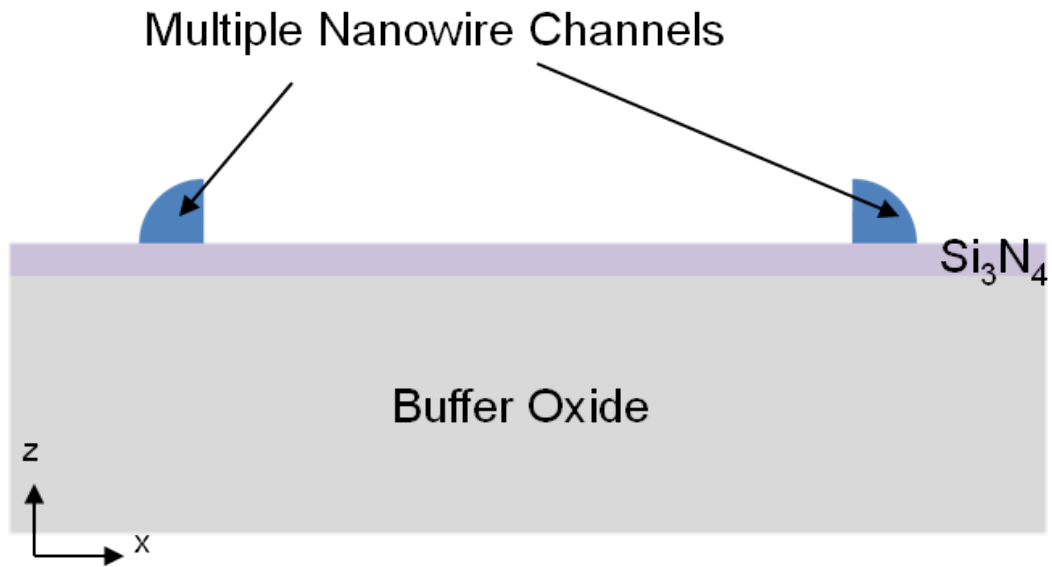 Multiple Nanowire Channels
Si₃N₄
Buffer Oxide
z
x